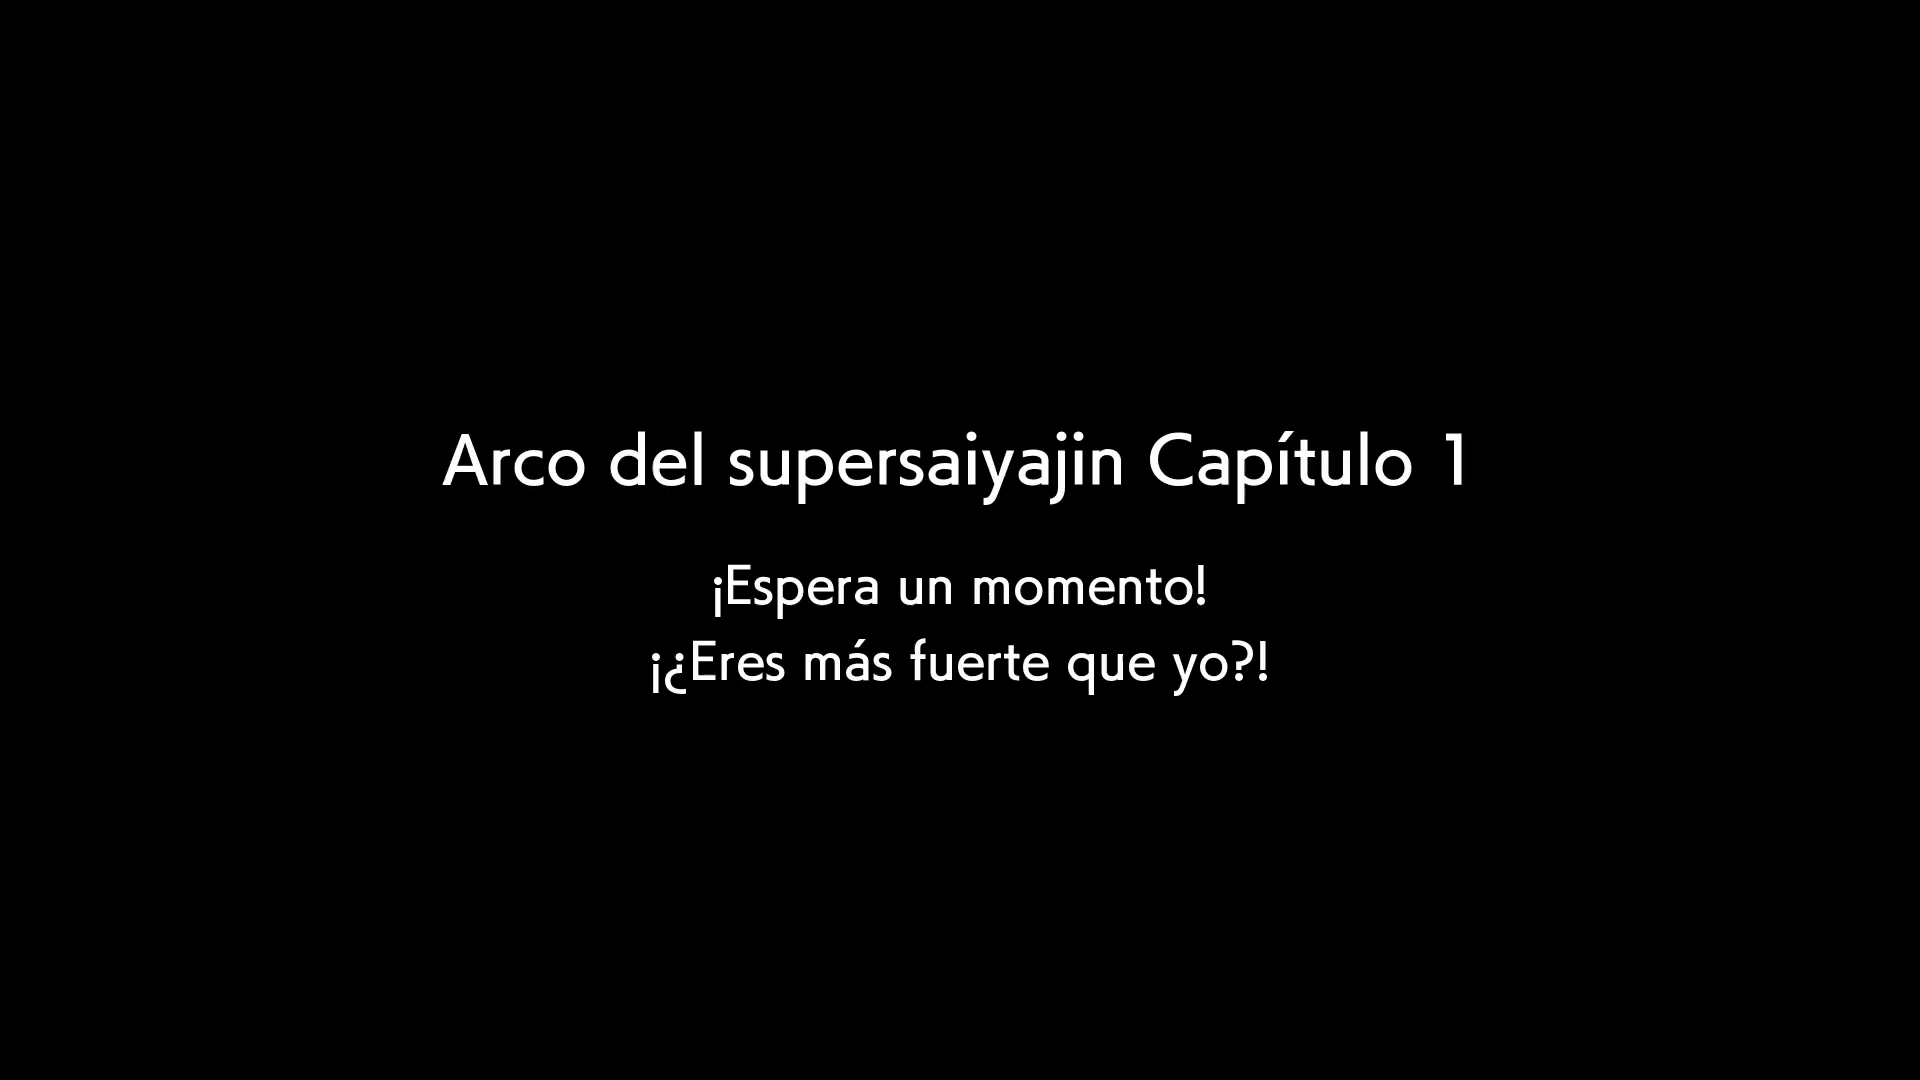 Arco del supersaiyajin Capítulo 1
¡Espera un momento!
¡¿Eres más fuerte que yo?!